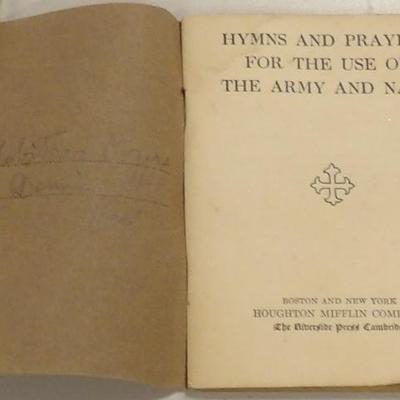 HYMNS AND PRAYE
FOR THE USE O
THE ARMY AND NA
BOSTON AND NEW YORK
HOUGHTON MIFFLIN COMP
The Riverside Press Cambrid